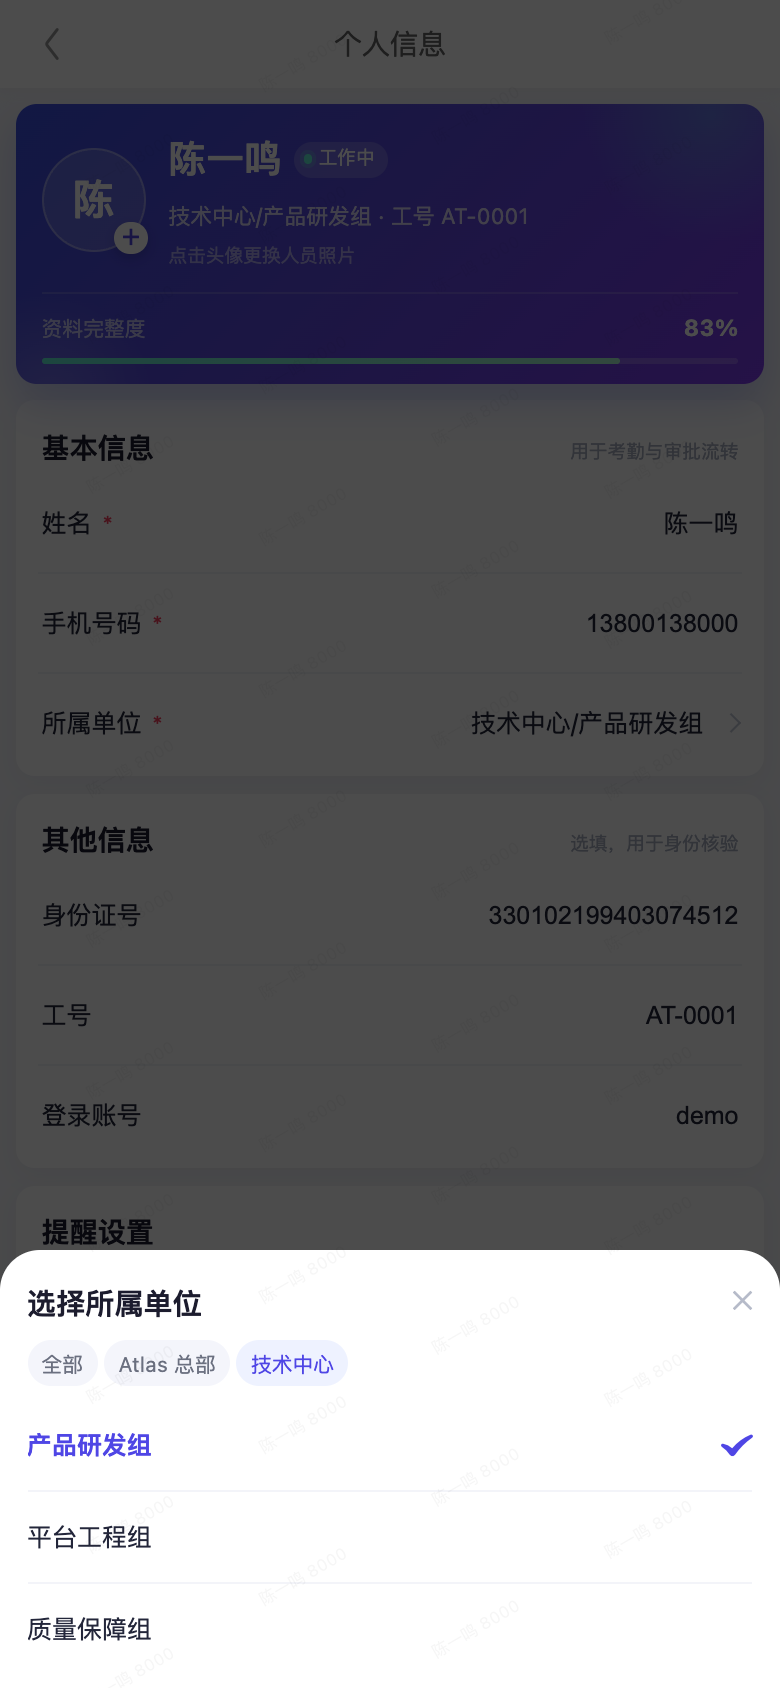 个人信息
陈
陈一鸣 工作中
技术中心/产品研发组 · 工号 AT-0001
点击头像更换人员照片
资料完整度 83%
基本信息 用于考勤与审批流转
姓名 * 陈一鸣
手机号码 * 13800138000
所属单位 * 技术中心/产品研发组
其他信息 选填，用于身份核验
身份证号 330102199403074512
工号 AT-0001
登录账号 demo
提醒设置
选择所属单位
全部 Atlas 总部 技术中心
产品研发组
平台工程组
质量保障组
陈一鸣 8000